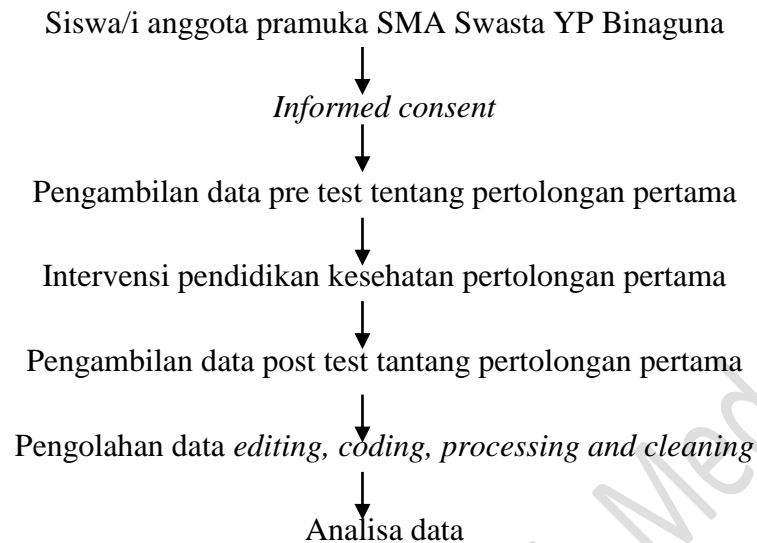 Siswa/i anggota pramuka SMA Swasta YP Binaguna
Informed consent
Pengambilan data pre test tentang pertolongan pertama
Intervensi pendidikan kesehatan pertolongan pertama
Pengambilan data post test tantang pertolongan pertama
Pengolahan data editing, coding, processing and cleaning
Analisa data
Med